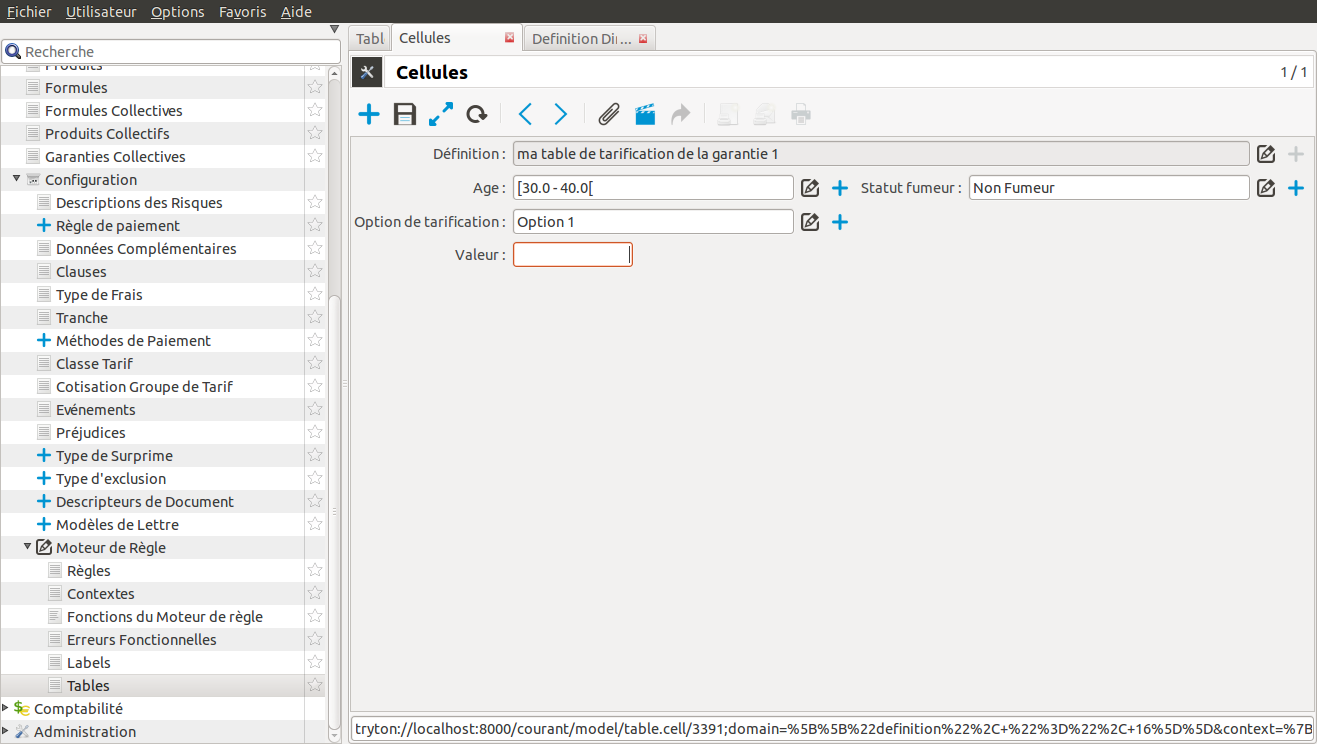 Fichier Utilisateur Options Favoris Aide
Recherche
Produits
Formules
Formules Collectives
Produits Collectifs
Garanties Collectives
Configuration
Descriptions des Risques
Règle de paiement
Données Complémentaires
Clauses
Type de Frais
Tranche
Méthodes de Paiement
Classe Tarif
Cotisation Groupe de Tarif
Evénements
Préjudices
Type de Surprime
Type d'exclusion
Descripteurs de Document
Modèles de Lettre
Moteur de Règle
Règles
Contextes
Fonctions du Moteur de règle
Erreurs Fonctionnelles
Labels
Tables
Comptabilité
Administration
Tabl Cellules Definition Di...
Cellules 1 / 1
Définition : ma table de tarification de la garantie 1
Age : [30.0 - 40.0[ Statut fumeur : Non Fumeur
Option de tarification : Option 1
Valeur :
tryton://localhost:8000/courant/model/table.cell/3391;domain=%5B%5B%22definition%22%2C+%22%3D%22%2C+16%5D%5D&context=%7B